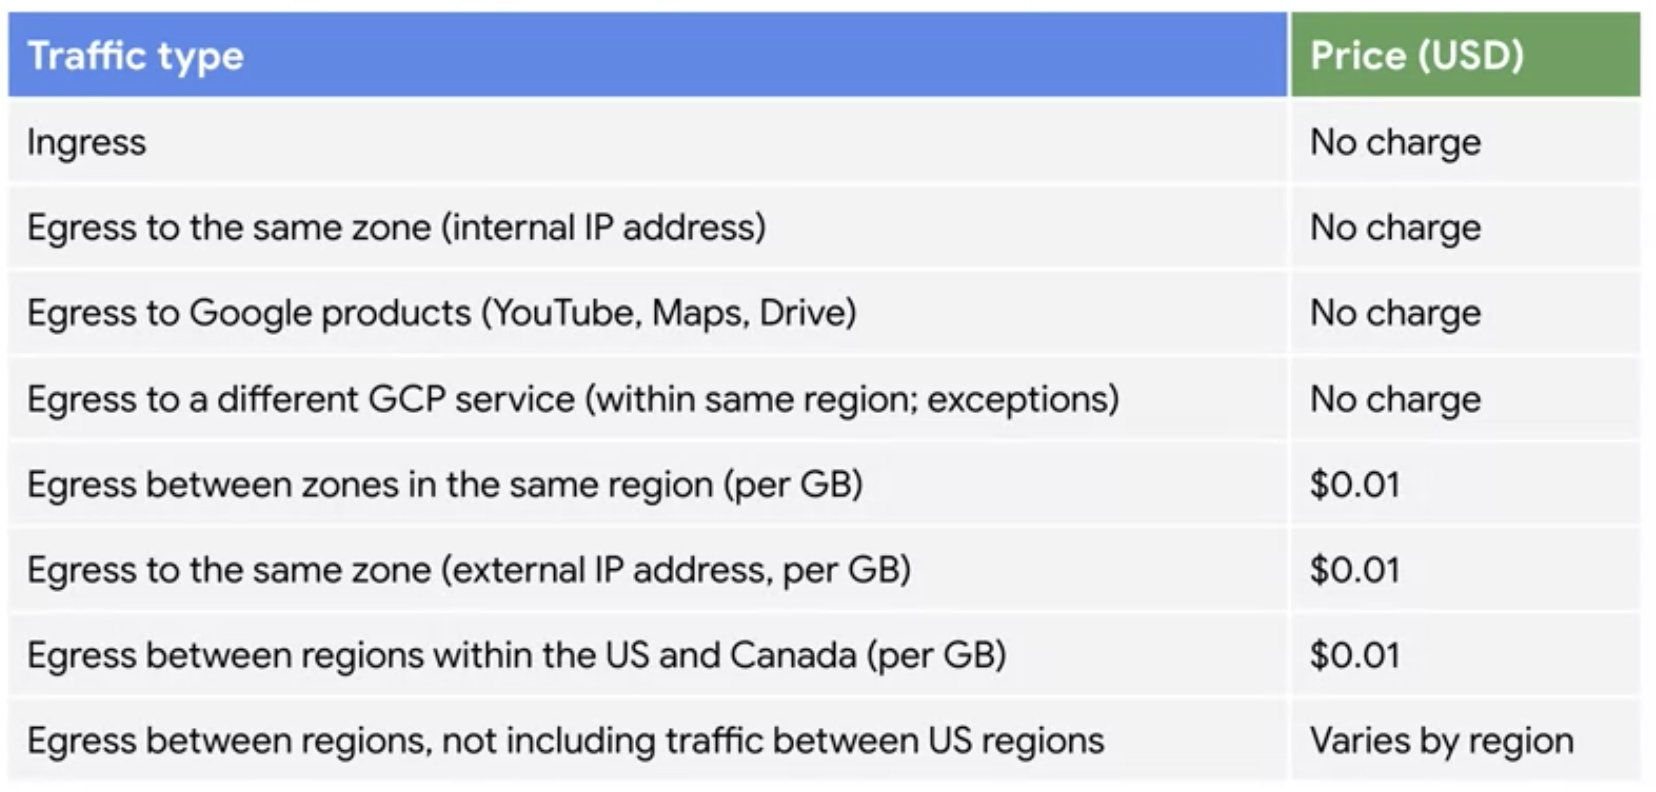 Traffic type Price (USD)
Ingress No charge
Egress to the same zone (internal IP address) No charge
Egress to Google products (YouTube, Maps, Drive) No charge
Egress to a different GCP service (within same region; exceptions) No charge
Egress between zones in the same region (per GB) $0.01
Egress to the same zone (external IP address, per GB) $0.01
Egress between regions within the US and Canada (per GB) $0.01
Egress between regions, not including traffic between US regions Varies by region